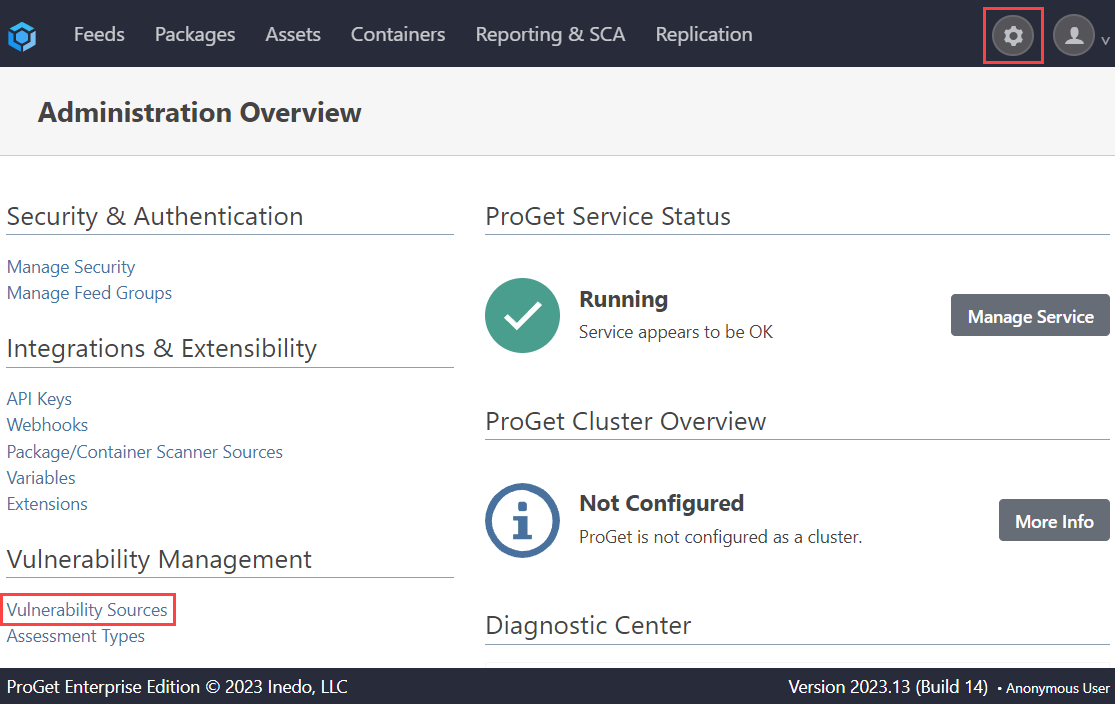 Feeds Packages Assets Containers Reporting & SCA Replication
Administration Overview
Security & Authentication
Manage Security
Manage Feed Groups
Integrations & Extensibility
API Keys
Webhooks
Package/Container Scanner Sources
Variables
Extensions
Vulnerability Management
Vulnerability Sources
Assessment Types
ProGet Service Status
Running
Service appears to be OK
Manage Service
ProGet Cluster Overview
Not Configured
ProGet is not configured as a cluster.
More Info
Diagnostic Center
ProGet Enterprise Edition © 2023 Inedo, LLC
Version 2023.13 (Build 14) • Anonymous User